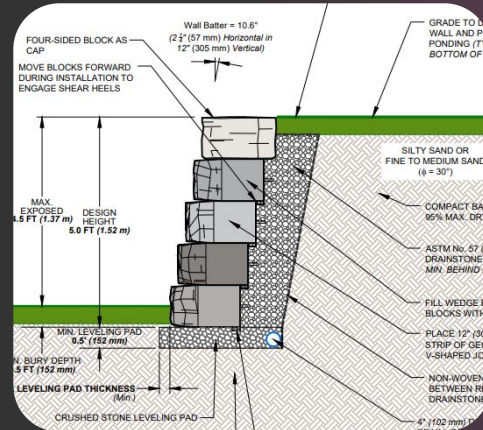 Wall Batter = 10.6°
(2 1/4" (57 mm) Horizontal in
12" (305 mm) Vertical)
FOUR-SIDED BLOCK AS
CAP
MOVE BLOCKS FORWARD
DURING INSTALLATION TO
ENGAGE SHEAR HEELS
GRADE TO D
WALL AND P
PONDING (T
BOTTOM OF
SILTY SAND OR
FINE TO MEDIUM SAND
(ϕ = 30°)
MAX.
EXPOSED
4.5 FT (1.37 m)
DESIGN
HEIGHT
5.0 FT (1.52 m)
COMPACT BA
95% MAX. DR
ASTM No. 57
DRAINSTONE
MIN. BEHIND
FILL WEDGE
BLOCKS WITH
PLACE 12" (30
STRIP OF GEO
V-SHAPED JO
NON-WOVEN
BETWEEN RE
DRAINSTONE
4" (102 mm) D
MIN. LEVELING PAD
0.5' (152 mm)
N. BURY DEPTH
.5 FT (152 mm)
LEVELING PAD THICKNESS
(Min.)
CRUSHED STONE LEVELING PAD